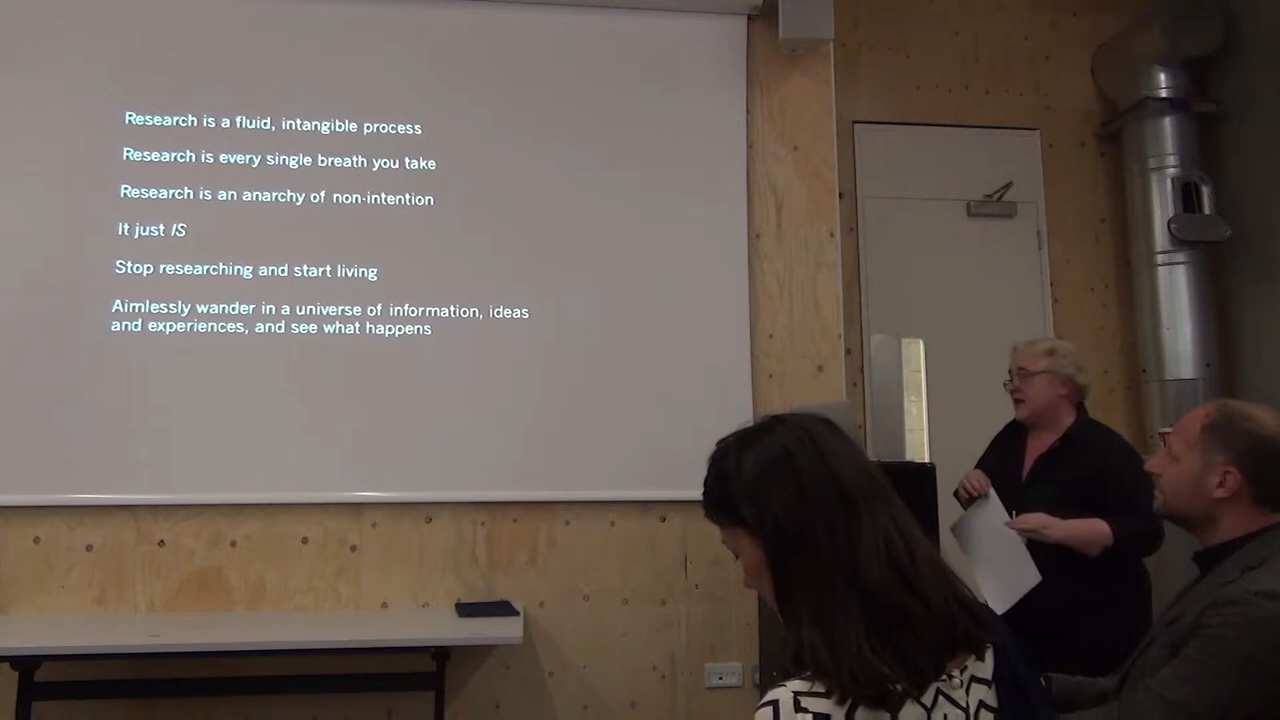 Research is a fluid, intangible process
Research is every single breath you take
Research is an anarchy of non-intention
It just IS
Stop researching and start living
Aimlessly wander in a universe of information, ideas
and experiences, and see what happens